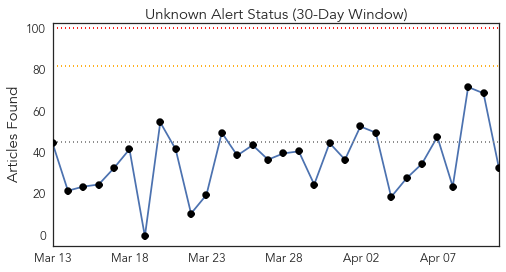 Unknown Alert Status (30-Day Window)
100
80
60
40
20
0
Articles Found
Mar 13 Mar 18 Mar 23 Mar 28 Apr 02 Apr 07